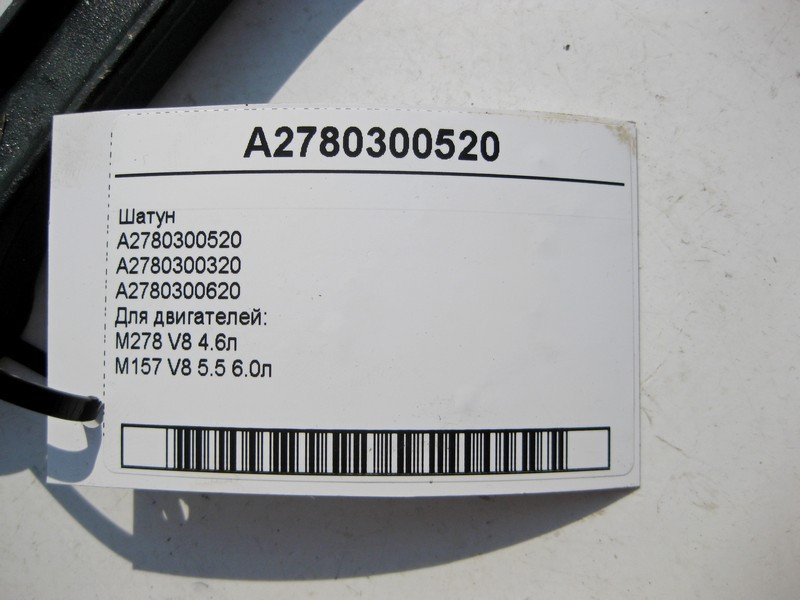 A2780300520
Шатун
A2780300520
A2780300320
A2780300620
Для двигателей:
M278 V8 4.6л
M157 V8 5.5 6.0л